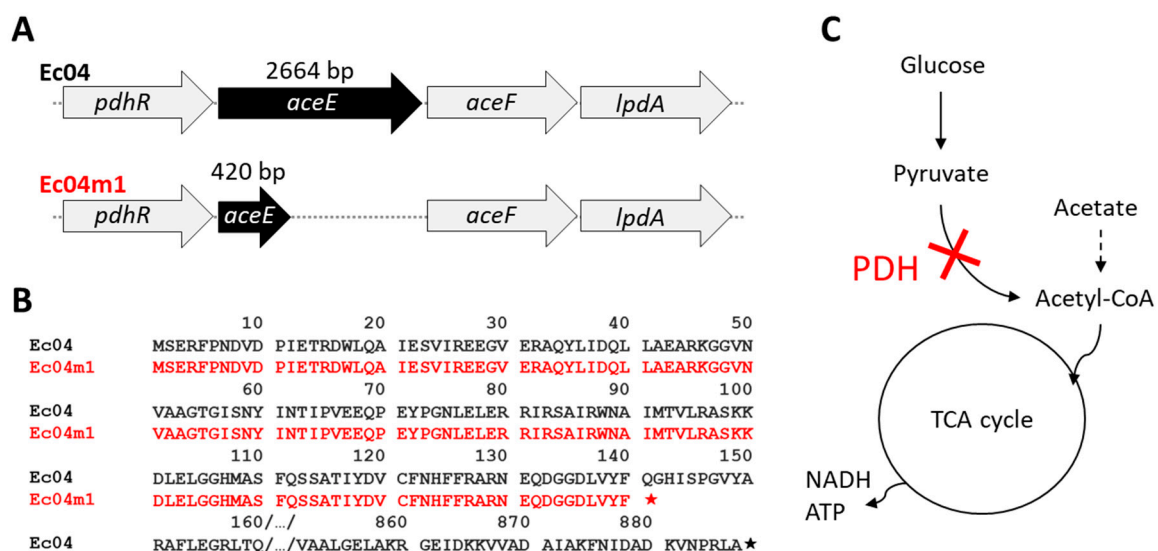 A
Ec04
2664 bp
pdhR aceE aceF lpdA
Ec04m1
420 bp
pdhR aceE aceF lpdA
B
10 20 30 40 50
Ec04 MSERFPNDVD PIETRDWLQA IESVIREEGV ERAQYLIDQL LAEARKGGVN
Ec04m1 MSERFPNDVD PIETRDWLQA IESVIREEGV ERAQYLIDQL LAEARKGGVN
60 70 80 90 100
Ec04 VAAGTGISNY INTIPVEEQP EYPGNLELER RIRSAIRWNA IMTVLRASKK
Ec04m1 VAAGTGISNY INTIPVEEQP EYPGNLELER RIRSAIRWNA IMTVLRASKK
110 120 130 140 150
Ec04 DLELGGHMAS FQSSATIYDV CFNHFFRARN EQDGGDLVYF QGHISPGVYA
Ec04m1 DLELGGHMAS FQSSATIYDV CFNHFFRARN EQDGGDLVYF ★
160/…/ 860 870 880
Ec04 RAFLEGRLTQ/…/VAALGELAKR GEIDKKVVAD AIAKFNIDAD KVNPRLA★
C
Glucose
Pyruvate
Acetate
PDH
Acetyl-CoA
TCA cycle
NADH
ATP